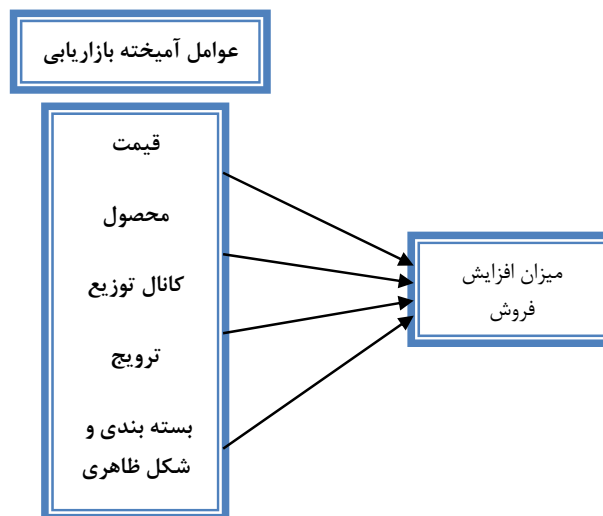 عوامل آمیخته بازاریابی
قیمت
محصول
کانال توزیع
ترویج
بسته بندی و
شکل ظاهری
میزان افزایش
فروش